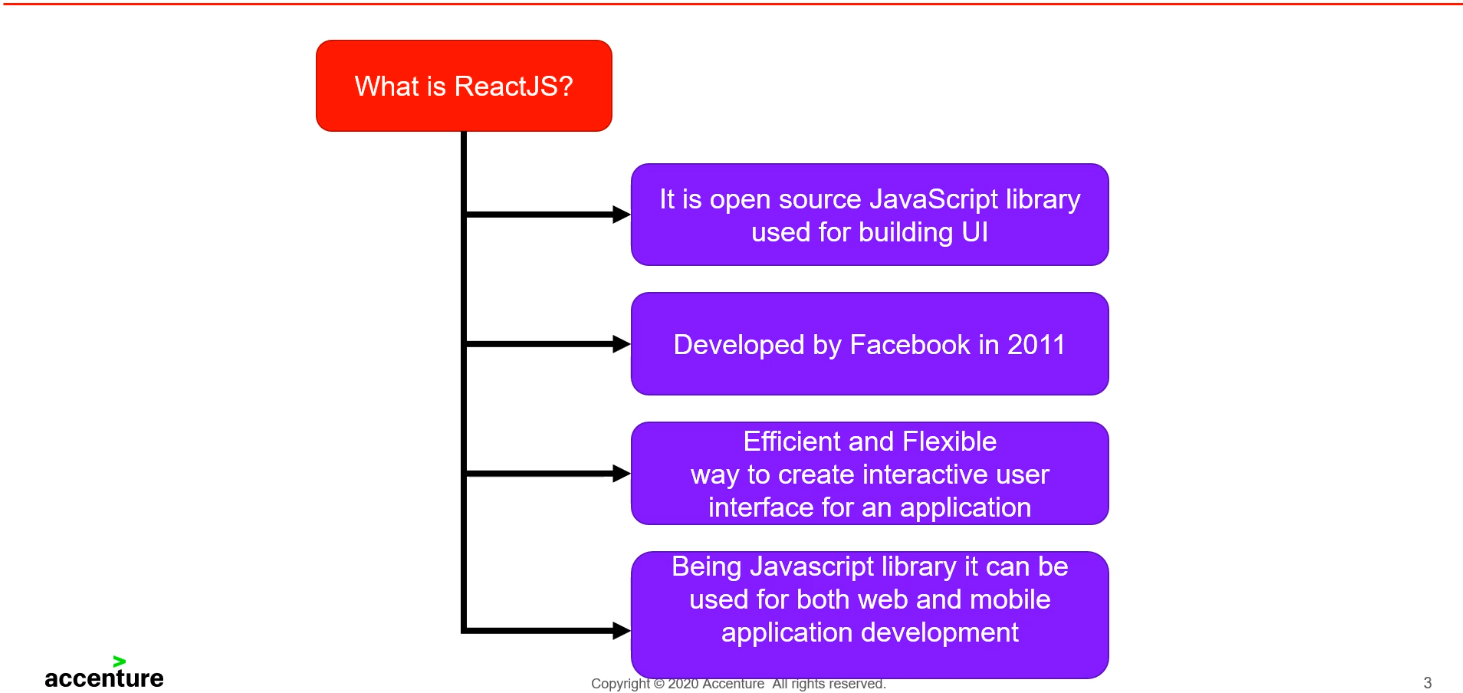 What is ReactJS?
It is open source JavaScript library
used for building UI
Developed by Facebook in 2011
Efficient and Flexible
way to create interactive user
interface for an application
Being Javascript library it can be
used for both web and mobile
application development
>
accenture
Copyright © 2020 Accenture All rights reserved.
3